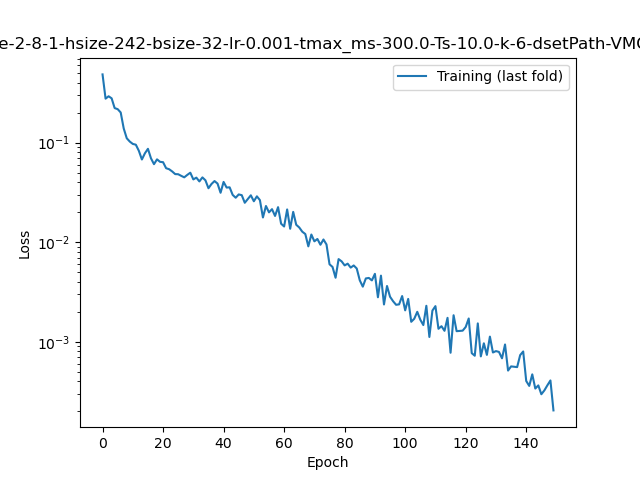 e-2-8-1-hsize-242-bsize-32-lr-0.001-tmax_ms-300.0-Ts-10.0-k-6-dsetPath-VMC
Training (last fold)
Loss
10⁻¹
10⁻²
10⁻³
0 20 40 60 80 100 120 140
Epoch